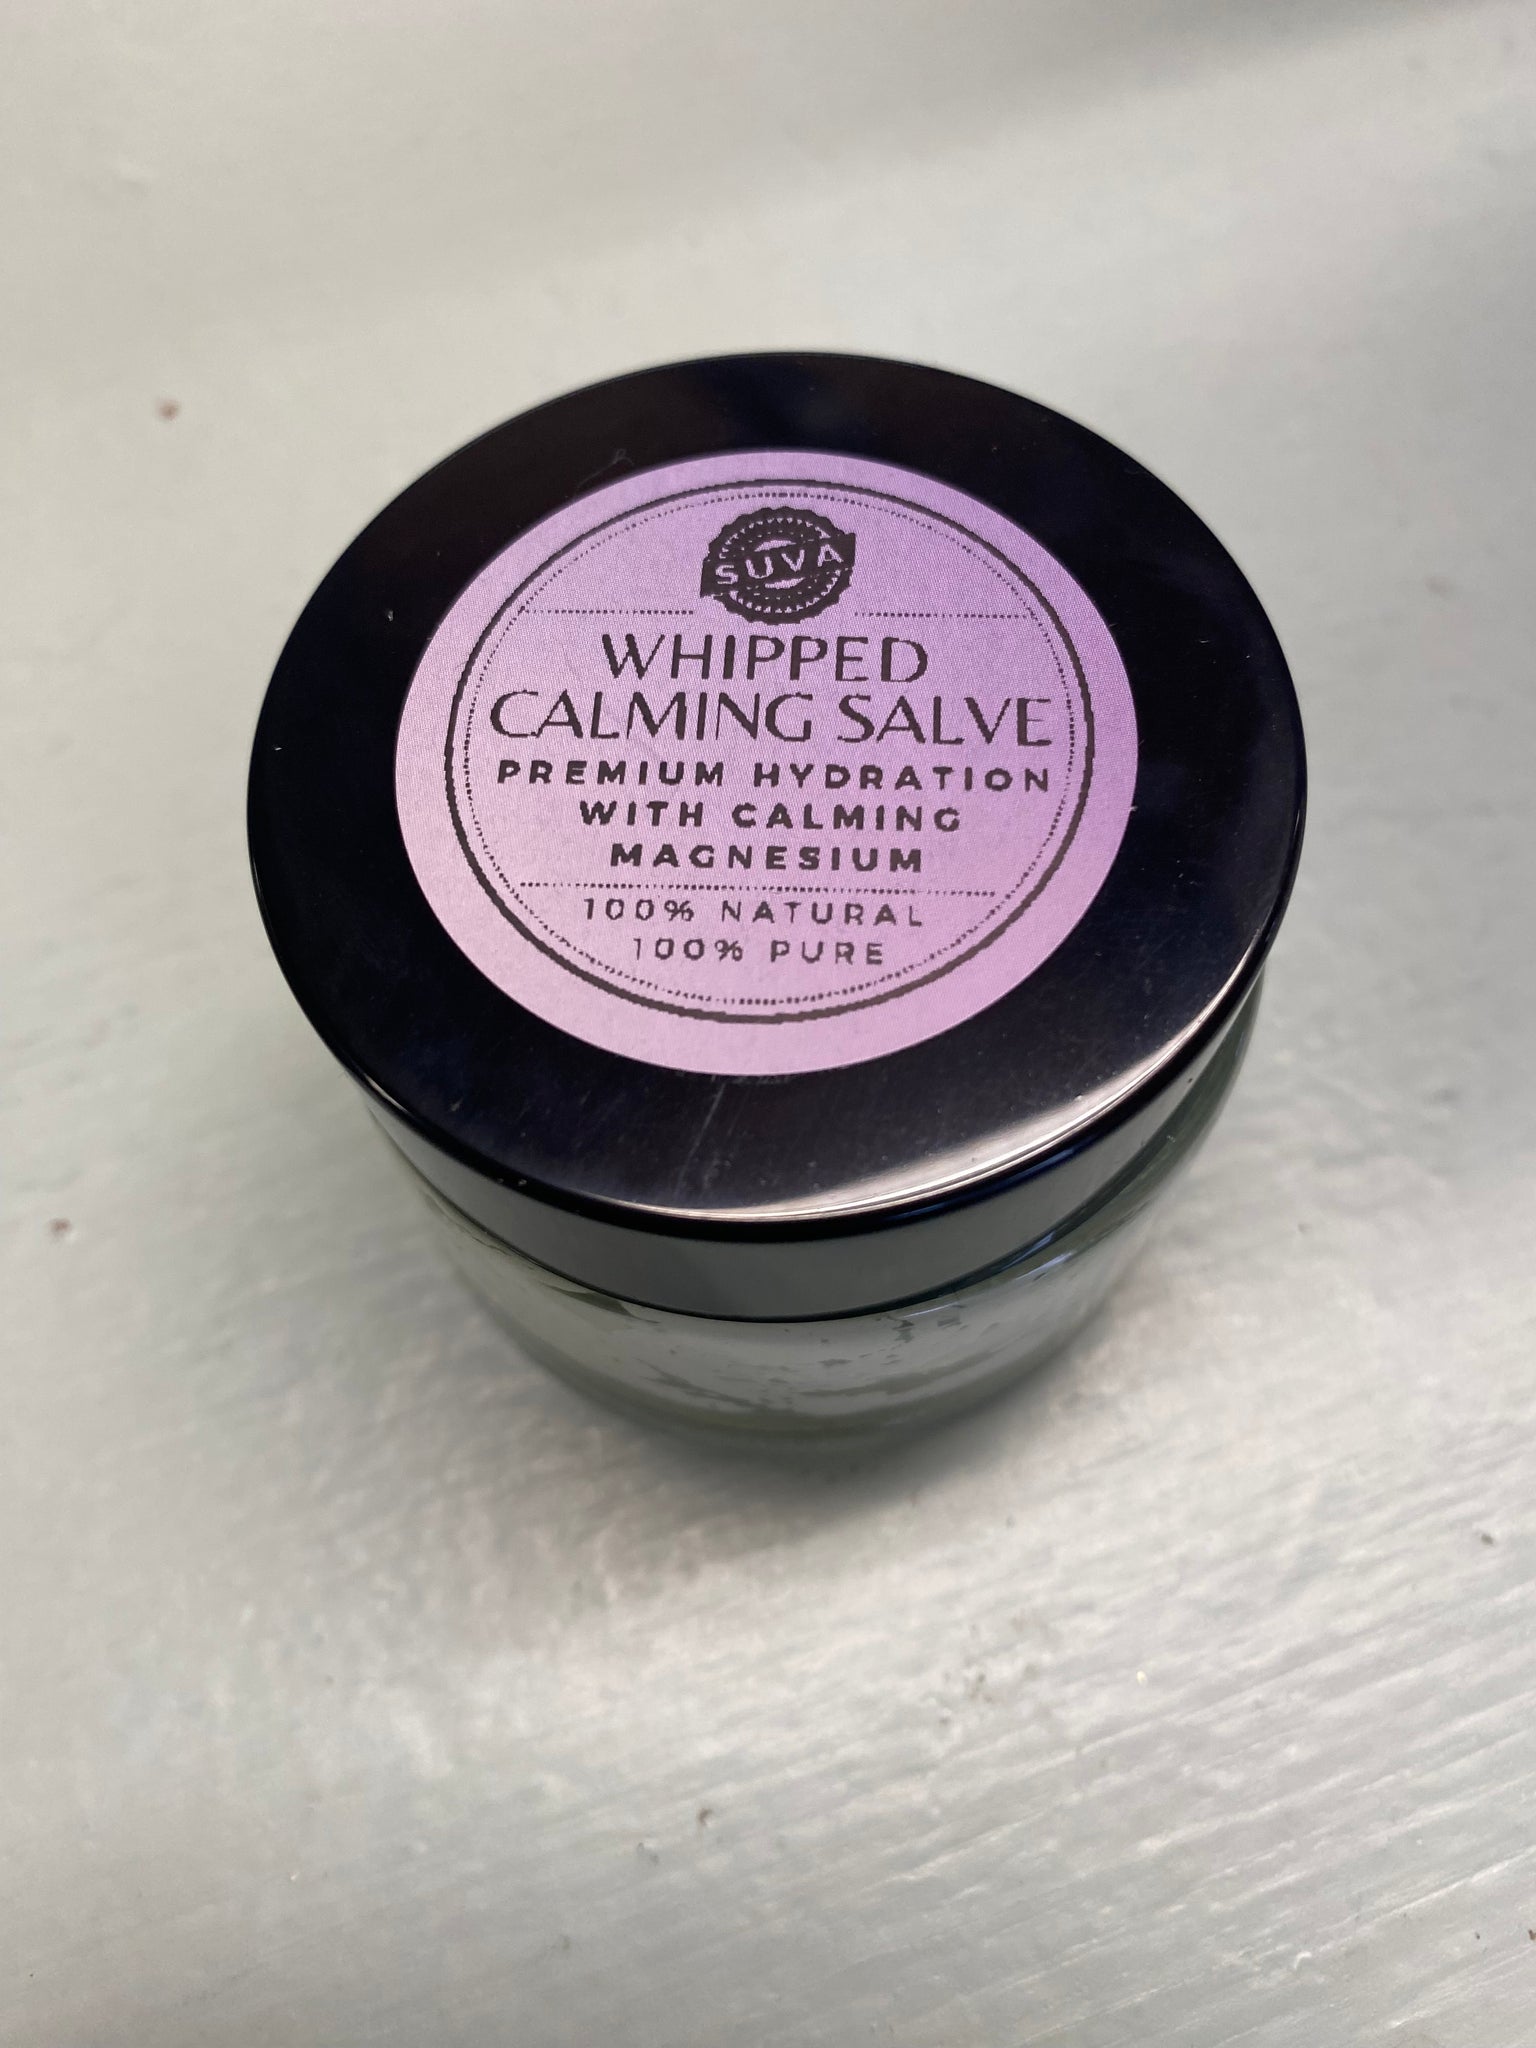 SUVA
WHIPPED
CALMING SALVE
PREMIUM HYDRATION
WITH CALMING
MAGNESIUM
100% NATURAL
100% PURE